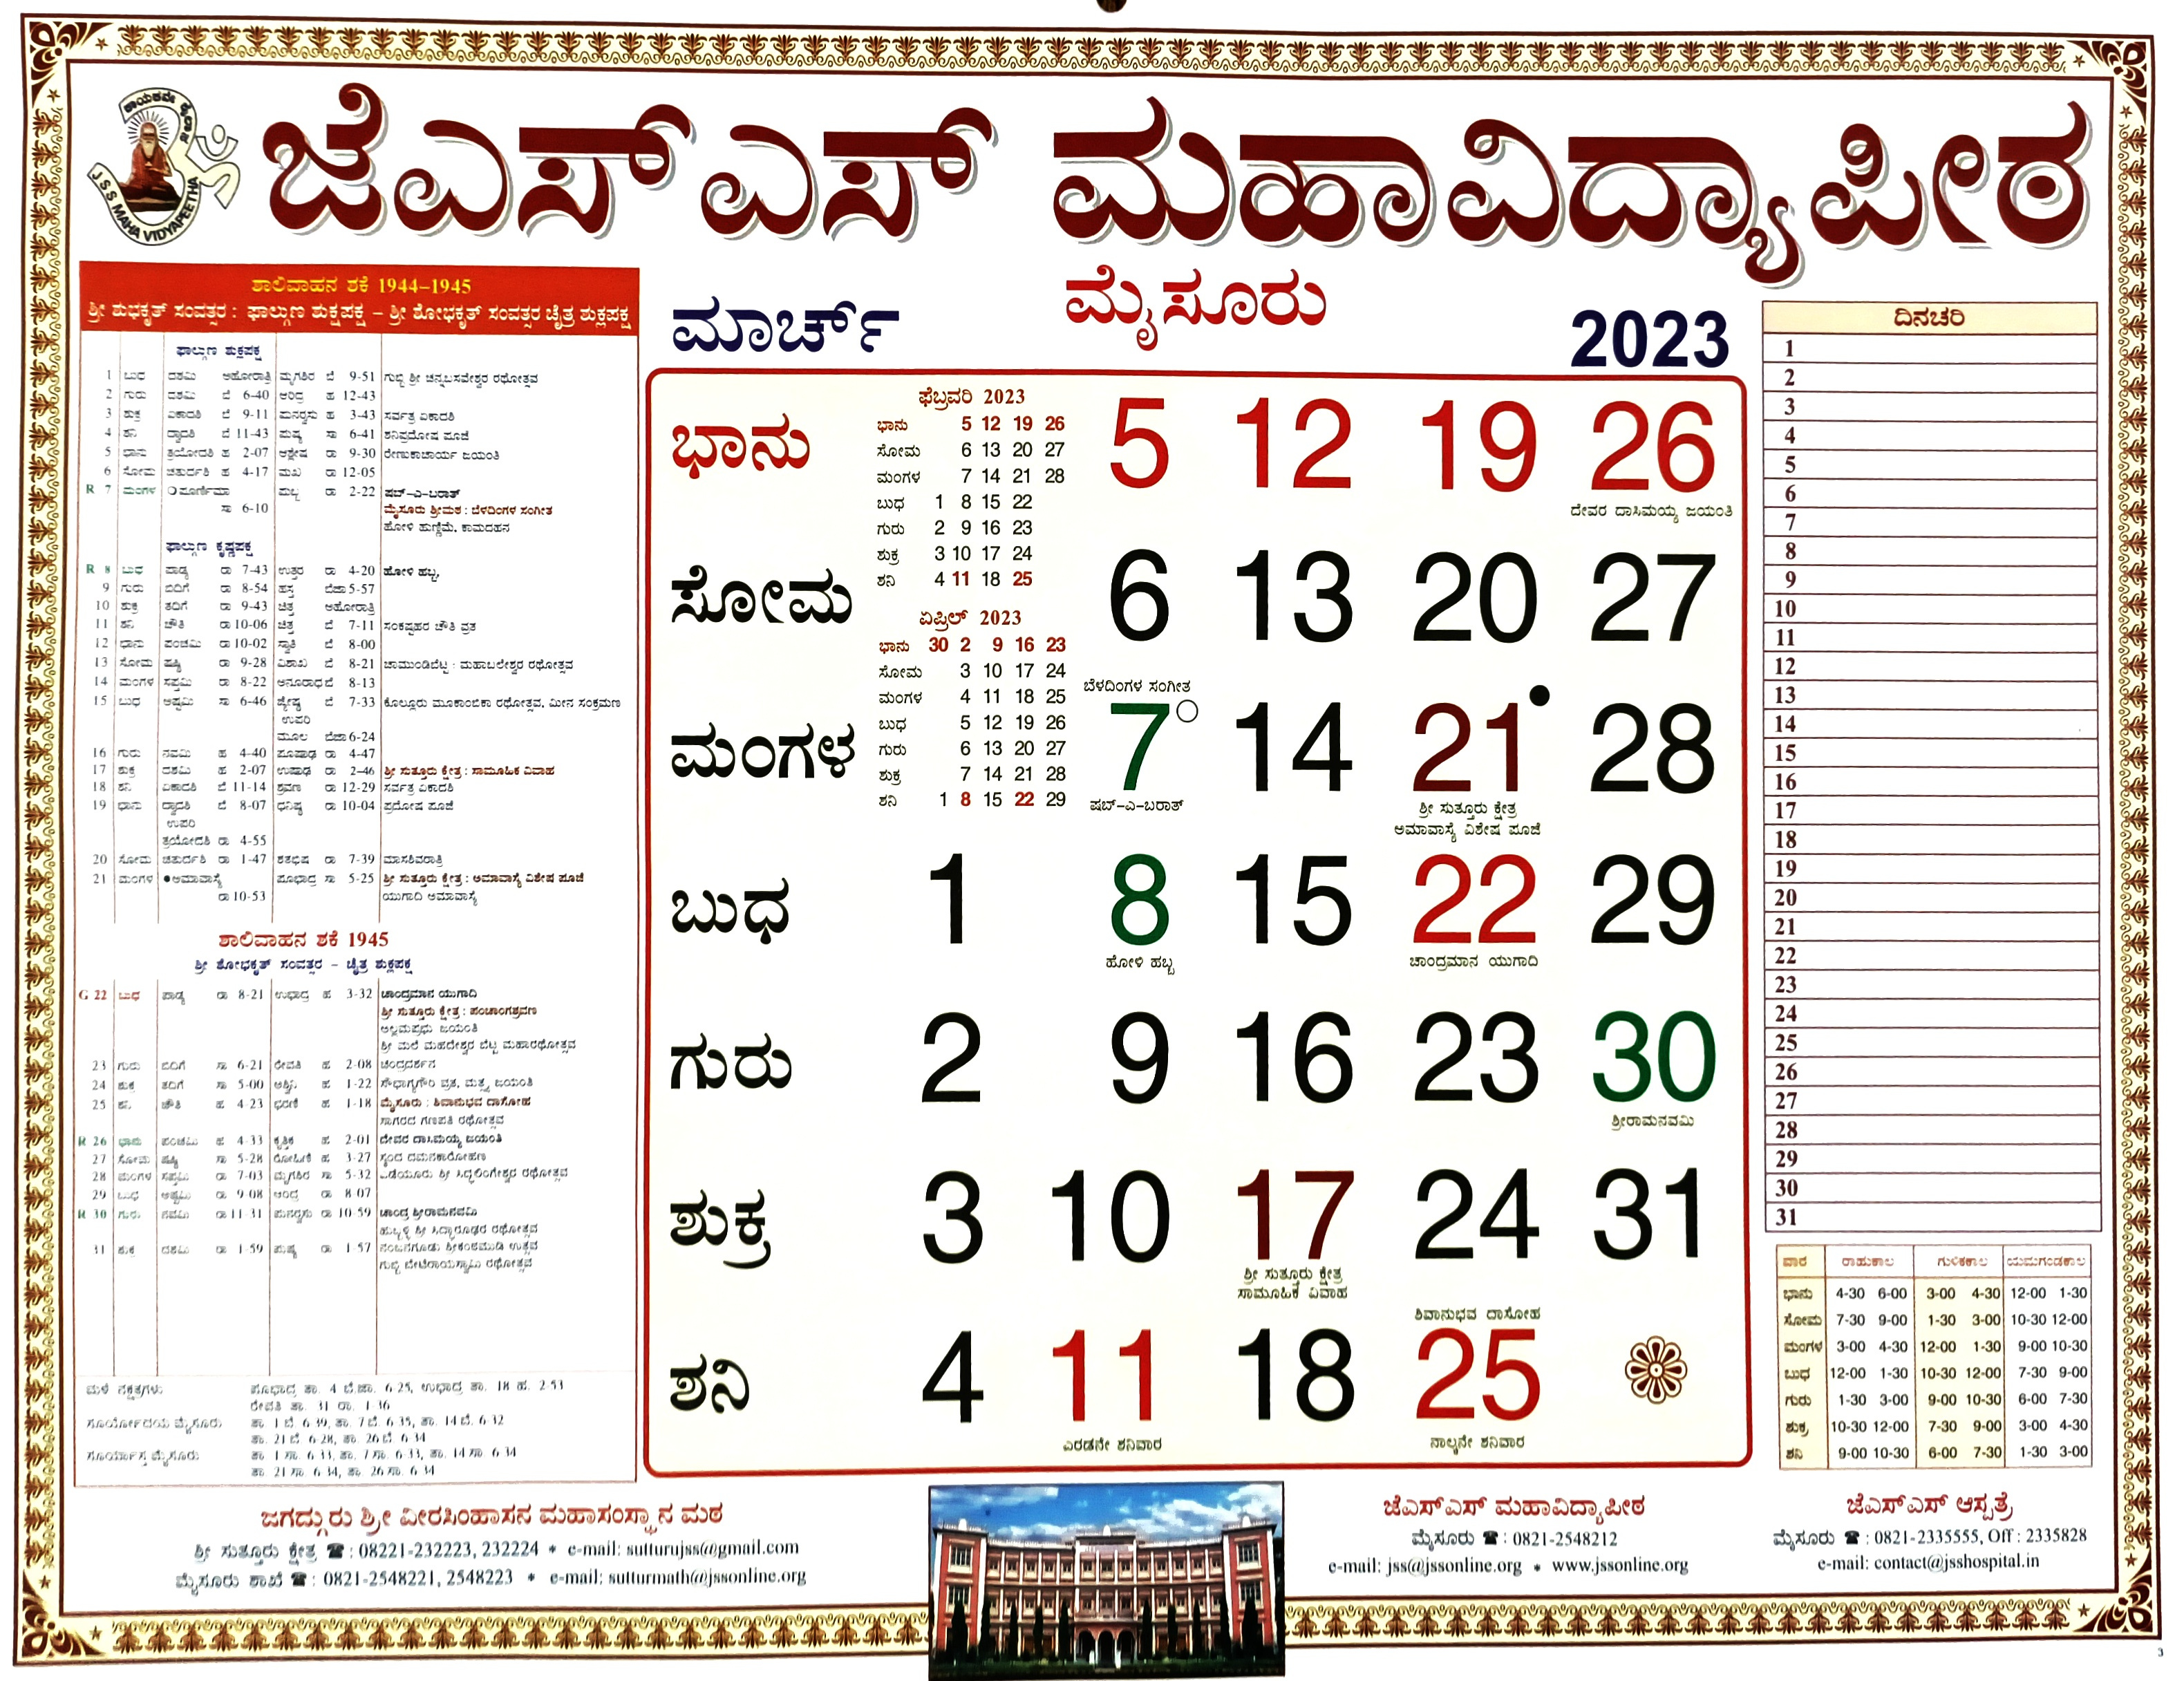 ಕಾಯಕವೇ ಕೈಲಾಸ
JSS MAHA VIDYAPEETHA
ಜೆಎಸ್ಎಸ್ ಮಹಾವಿದ್ಯಾಪೀಠ
ಮೈಸೂರು
ಮಾರ್ಚ್ 2023
ಶಾಲಿವಾಹನ ಶಕೆ 1944-1945
ಶ್ರೀ ಶುಭಕೃತ್ ಸಂವತ್ಸರ : ಫಾಲ್ಗುಣ ಶುಕ್ಲಪಕ್ಷ – ಶ್ರೀ ಶೋಭಕೃತ್ ಸಂವತ್ಸರ ಚೈತ್ರ ಶುಕ್ಲಪಕ್ಷ
ಫಾಲ್ಗುಣ ಶುಕ್ಲಪಕ್ಷ
1 ಬುಧ ದಶಮಿ ಅಹೋರಾತ್ರಿ ಮೃಗಶಿರ ಬೆ 9-51 ಗುಬ್ಬಿ ಶ್ರೀ ಚನ್ನಬಸವೇಶ್ವರ ರಥೋತ್ಸವ
2 ಗುರು ದಶಮಿ ಬೆ 6-40 ಆರಿದ್ರ ಹ 12-43
3 ಶುಕ್ರ ಏಕಾದಶಿ ಬೆ 9-11 ಪುನರ್ವಸು ಹ 3-43 ಸರ್ವತ್ರ ಏಕಾದಶಿ
4 ಶನಿ ದ್ವಾದಶಿ ಬೆ 11-43 ಪುಷ್ಯ ಸಾ 6-41 ಶನಿಪ್ರದೋಷ ಪೂಜೆ
5 ಭಾನು ತ್ರಯೋದಶಿ ಹ 2-07 ಆಶ್ಲೇಷ ರಾ 9-30 ರೇಣುಕಾಚಾರ್ಯ ಜಯಂತಿ
6 ಸೋಮ ಚತುರ್ದಶಿ ಹ 4-17 ಮಖ ರಾ 12-05
R 7 ಮಂಗಳ ಪೂರ್ಣಿಮಾ ಪುಬ್ಬ ರಾ 2-22 ಷಬ್-ಎ-ಬರಾತ್
ಸಾ 6-10 ಮೈಸೂರು ಶ್ರೀಮಠ : ಬೆಳದಿಂಗಳ ಸಂಗೀತ
ಹೋಳಿ ಹುಣ್ಣಿಮೆ, ಕಾಮದಹನ
ಫಾಲ್ಗುಣ ಕೃಷ್ಣಪಕ್ಷ
R 8 ಬುಧ ಪಾಡ್ಯ ರಾ 7-43 ಉತ್ತರ ರಾ 4-20 ಹೋಳಿ ಹಬ್ಬ,
9 ಗುರು ಬಿದಿಗೆ ರಾ 8-54 ಹಸ್ತ ಬೆಜಾ 5-57
10 ಶುಕ್ರ ತದಿಗೆ ರಾ 9-43 ಚಿತ್ತ ಅಹೋರಾತ್ರಿ
11 ಶನಿ ಚೌತಿ ರಾ 10-06 ಚಿತ್ತ ಬೆ 7-11 ಸಂಕಷ್ಟಹರ ಚೌತಿ ವ್ರತ
12 ಭಾನು ಪಂಚಮಿ ರಾ 10-02 ಸ್ವಾತಿ ಬೆ 8-00
13 ಸೋಮ ಷಷ್ಠಿ ರಾ 9-28 ವಿಶಾಖ ಬೆ 8-21 ಚಾಮುಂಡಿಬೆಟ್ಟ : ಮಹಾಬಲೇಶ್ವರ ರಥೋತ್ಸವ
14 ಮಂಗಳ ಸಪ್ತಮಿ ರಾ 8-22 ಅನೂರಾಧ ಬೆ 8-13
15 ಬುಧ ಅಷ್ಟಮಿ ಸಾ 6-46 ಜ್ಯೇಷ್ಠ ಬೆ 7-33 ಕೊಲ್ಲೂರು ಮೂಕಾಂಬಿಕಾ ರಥೋತ್ಸವ, ಮೀನ ಸಂಕ್ರಮಣ
ಉಪರಿ
ಮೂಲ ಬೆಜಾ 6-24
16 ಗುರು ನವಮಿ ಹ 4-40 ಪೂಷಾಢ ರಾ 4-47
17 ಶುಕ್ರ ದಶಮಿ ಹ 2-07 ಉಷಾಢ ರಾ 2-46 ಶ್ರೀ ಸುತ್ತೂರು ಕ್ಷೇತ್ರ : ಸಾಮೂಹಿಕ ವಿವಾಹ
18 ಶನಿ ಏಕಾದಶಿ ಬೆ 11-14 ಶ್ರವಣ ರಾ 12-29 ಸರ್ವತ್ರ ಏಕಾದಶಿ
19 ಭಾನು ದ್ವಾದಶಿ ಬೆ 8-07 ಧನಿಷ್ಠ ರಾ 10-04 ಪ್ರದೋಷ ಪೂಜೆ
ಉಪರಿ
ತ್ರಯೋದಶಿ ರಾ 4-55
20 ಸೋಮ ಚತುರ್ದಶಿ ರಾ 1-47 ಶತಭಿಷ ರಾ 7-39 ಮಾಸಶಿವರಾತ್ರಿ
21 ಮಂಗಳ ಅಮಾವಾಸ್ಯೆ ಪೂಭಾದ್ರ ಸಾ 5-25 ಶ್ರೀ ಸುತ್ತೂರು ಕ್ಷೇತ್ರ : ಅಮಾವಾಸ್ಯೆ ವಿಶೇಷ ಪೂಜೆ
ರಾ 10-53 ಯುಗಾದಿ ಅಮಾವಾಸ್ಯೆ
ಶಾಲಿವಾಹನ ಶಕೆ 1945
ಶ್ರೀ ಶೋಭಕೃತ್ ಸಂವತ್ಸರ – ಚೈತ್ರ ಶುಕ್ಲಪಕ್ಷ
G 22 ಬುಧ ಪಾಡ್ಯ ರಾ 8-21 ಉಭಾದ್ರ ಹ 3-32 ಚಾಂದ್ರಮಾನ ಯುಗಾದಿ
ಶ್ರೀ ಸುತ್ತೂರು ಕ್ಷೇತ್ರ : ಪಂಚಾಂಗಶ್ರವಣ
ಅಲ್ಲಮಪ್ರಭು ಜಯಂತಿ
ಶ್ರೀ ಮಲೆ ಮಹದೇಶ್ವರ ಬೆಟ್ಟ ಮಹಾರಥೋತ್ಸವ
23 ಗುರು ಬಿದಿಗೆ ಸಾ 6-21 ರೇವತಿ ಹ 2-08 ಚಂದ್ರದರ್ಶನ
24 ಶುಕ್ರ ತದಿಗೆ ಸಾ 5-00 ಅಶ್ವಿನಿ ಹ 1-22 ಸೌಭಾಗ್ಯಗೌರಿ ವ್ರತ, ಮತ್ಸ್ಯ ಜಯಂತಿ
25 ಶನಿ ಚೌತಿ ಹ 4-23 ಭರಣಿ ಹ 1-18 ಮೈಸೂರು : ಶಿವಾನುಭವ ದಾಸೋಹ
ಸಾಗರದ ಗಣಪತಿ ರಥೋತ್ಸವ
R 26 ಭಾನು ಪಂಚಮಿ ಹ 4-33 ಕೃತ್ತಿಕ ಹ 2-01 ದೇವರ ದಾಸಿಮಯ್ಯ ಜಯಂತಿ
27 ಸೋಮ ಷಷ್ಠಿ ಸಾ 5-28 ರೋಹಿಣಿ ಹ 3-27 ಸ್ಕಂದ ದಮನಕಾರೋಹಣ
28 ಮಂಗಳ ಸಪ್ತಮಿ ರಾ 7-03 ಮೃಗಶಿರ ಸಾ 5-32 ಎಡೆಯೂರು ಶ್ರೀ ಸಿದ್ಧಲಿಂಗೇಶ್ವರ ರಥೋತ್ಸವ
29 ಬುಧ ಅಷ್ಟಮಿ ರಾ 9-08 ಆರಿದ್ರ ರಾ 8-07
R 30 ಗುರು ನವಮಿ ರಾ 11-31 ಪುನರ್ವಸು ರಾ 10-59 ಚಾಂದ್ರ ಶ್ರೀರಾಮನವಮಿ
ಹುಬ್ಬಳ್ಳಿ ಶ್ರೀ ಸಿದ್ಧಾರೂಢರ ರಥೋತ್ಸವ
31 ಶುಕ್ರ ದಶಮಿ ರಾ 1-59 ಪುಷ್ಯ ರಾ 1-57 ನಂಜನಗೂಡು ಶ್ರೀಕಂಠಮುಡಿ ಉತ್ಸವ
ಗುಬ್ಬಿ ಬೇಟೆರಾಯಸ್ವಾಮಿ ರಥೋತ್ಸವ
ಮಳೆ ನಕ್ಷತ್ರಗಳು ಪೂಭಾದ್ರ ತಾ. 4 ಬೆ.ಜಾ. 6-25, ಉಭಾದ್ರ ತಾ. 18 ಹ. 2-53
ರೇವತಿ ತಾ. 31 ರಾ. 1-36
ಸೂರ್ಯೋದಯ ಮೈಸೂರು ತಾ. 1 ಬೆ. 6-39, ತಾ. 7 ಬೆ. 6-35, ತಾ. 14 ಬೆ. 6-32
ತಾ. 21 ಬೆ. 6-28, ತಾ. 26 ಬೆ. 6-34
ಸೂರ್ಯಾಸ್ತ ಮೈಸೂರು ತಾ. 1 ಸಾ. 6-33, ತಾ. 7 ಸಾ. 6-33, ತಾ. 14 ಸಾ. 6-34
ತಾ. 21 ಸಾ. 6-34, ತಾ. 26 ಸಾ. 6-34
ಫೆಬ್ರವರಿ 2023
ಭಾನು 5 12 19 26
ಸೋಮ 6 13 20 27
ಮಂಗಳ 7 14 21 28
ಬುಧ 1 8 15 22
ಗುರು 2 9 16 23
ಶುಕ್ರ 3 10 17 24
ಶನಿ 4 11 18 25
ಏಪ್ರಿಲ್ 2023
ಭಾನು 30 2 9 16 23
ಸೋಮ 3 10 17 24
ಮಂಗಳ 4 11 18 25
ಬುಧ 5 12 19 26
ಗುರು 6 13 20 27
ಶುಕ್ರ 7 14 21 28
ಶನಿ 1 8 15 22 29
ಭಾನು 5 12 19 26
ದೇವರ ದಾಸಿಮಯ್ಯ ಜಯಂತಿ
ಸೋಮ 6 13 20 27
ಬೆಳದಿಂಗಳ ಸಂಗೀತ
ಮಂಗಳ 7 14 21 28
ಷಬ್-ಎ-ಬರಾತ್ ಶ್ರೀ ಸುತ್ತೂರು ಕ್ಷೇತ್ರ
ಅಮಾವಾಸ್ಯೆ ವಿಶೇಷ ಪೂಜೆ
ಬುಧ 1 8 15 22 29
ಹೋಳಿ ಹಬ್ಬ ಚಾಂದ್ರಮಾನ ಯುಗಾದಿ
ಗುರು 2 9 16 23 30
ಶ್ರೀರಾಮನವಮಿ
ಶುಕ್ರ 3 10 17 24 31
ಶ್ರೀ ಸುತ್ತೂರು ಕ್ಷೇತ್ರ
ಸಾಮೂಹಿಕ ವಿವಾಹ
ಶಿವಾನುಭವ ದಾಸೋಹ
ಶನಿ 4 11 18 25
ಎರಡನೇ ಶನಿವಾರ ನಾಲ್ಕನೇ ಶನಿವಾರ
ದಿನಚರಿ
1
2
3
4
5
6
7
8
9
10
11
12
13
14
15
16
17
18
19
20
21
22
23
24
25
26
27
28
29
30
31
ವಾರ ರಾಹುಕಾಲ ಗುಳಿಕಕಾಲ ಯಮಗಂಡಕಾಲ
ಭಾನು 4-30 6-00 3-00 4-30 12-00 1-30
ಸೋಮ 7-30 9-00 1-30 3-00 10-30 12-00
ಮಂಗಳ 3-00 4-30 12-00 1-30 9-00 10-30
ಬುಧ 12-00 1-30 10-30 12-00 7-30 9-00
ಗುರು 1-30 3-00 9-00 10-30 6-00 7-30
ಶುಕ್ರ 10-30 12-00 7-30 9-00 3-00 4-30
ಶನಿ 9-00 10-30 6-00 7-30 1-30 3-00
ಜಗದ್ಗುರು ಶ್ರೀ ವೀರಸಿಂಹಾಸನ ಮಹಾಸಂಸ್ಥಾನ ಮಠ
ಶ್ರೀ ಸುತ್ತೂರು ಕ್ಷೇತ್ರ ☎ : 08221-232223, 232224 * e-mail: sutturujss@gmail.com
ಮೈಸೂರು ಶಾಖೆ ☎ : 0821-2548221, 2548223 * e-mail: sutturmath@jssonline.org
ಜೆಎಸ್ಎಸ್ ಮಹಾವಿದ್ಯಾಪೀಠ
ಮೈಸೂರು ☎ : 0821-2548212
e-mail: jss@jssonline.org * www.jssonline.org
ಜೆಎಸ್ಎಸ್ ಆಸ್ಪತ್ರೆ
ಮೈಸೂರು ☎ : 0821-2335555, Off : 2335828
e-mail: contact@jsshospital.in
3